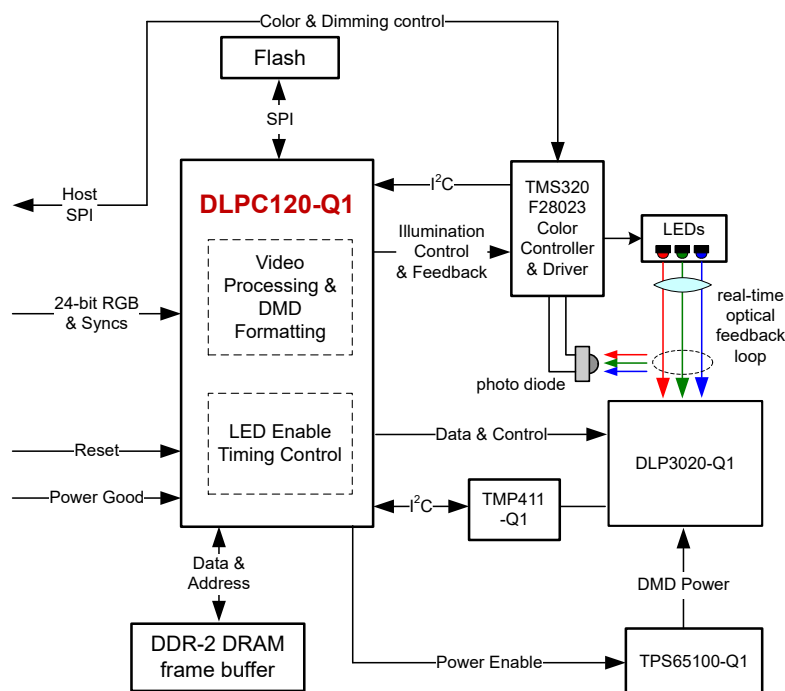 Color & Dimming control
Flash
SPI
Host
SPI
DLPC120-Q1
I²C
TMS320
F28023
Color
Controller
& Driver
LEDs
Illumination
Control
& Feedback
Video
Processing &
DMD
Formatting
24-bit RGB
& Syncs
real-time
optical
feedback
loop
photo diode
LED Enable
Timing Control
Reset
Data & Control
DLP3020-Q1
Power Good
I²C
TMP411
-Q1
Data &
Address
DMD Power
DDR-2 DRAM
frame buffer
Power Enable
TPS65100-Q1